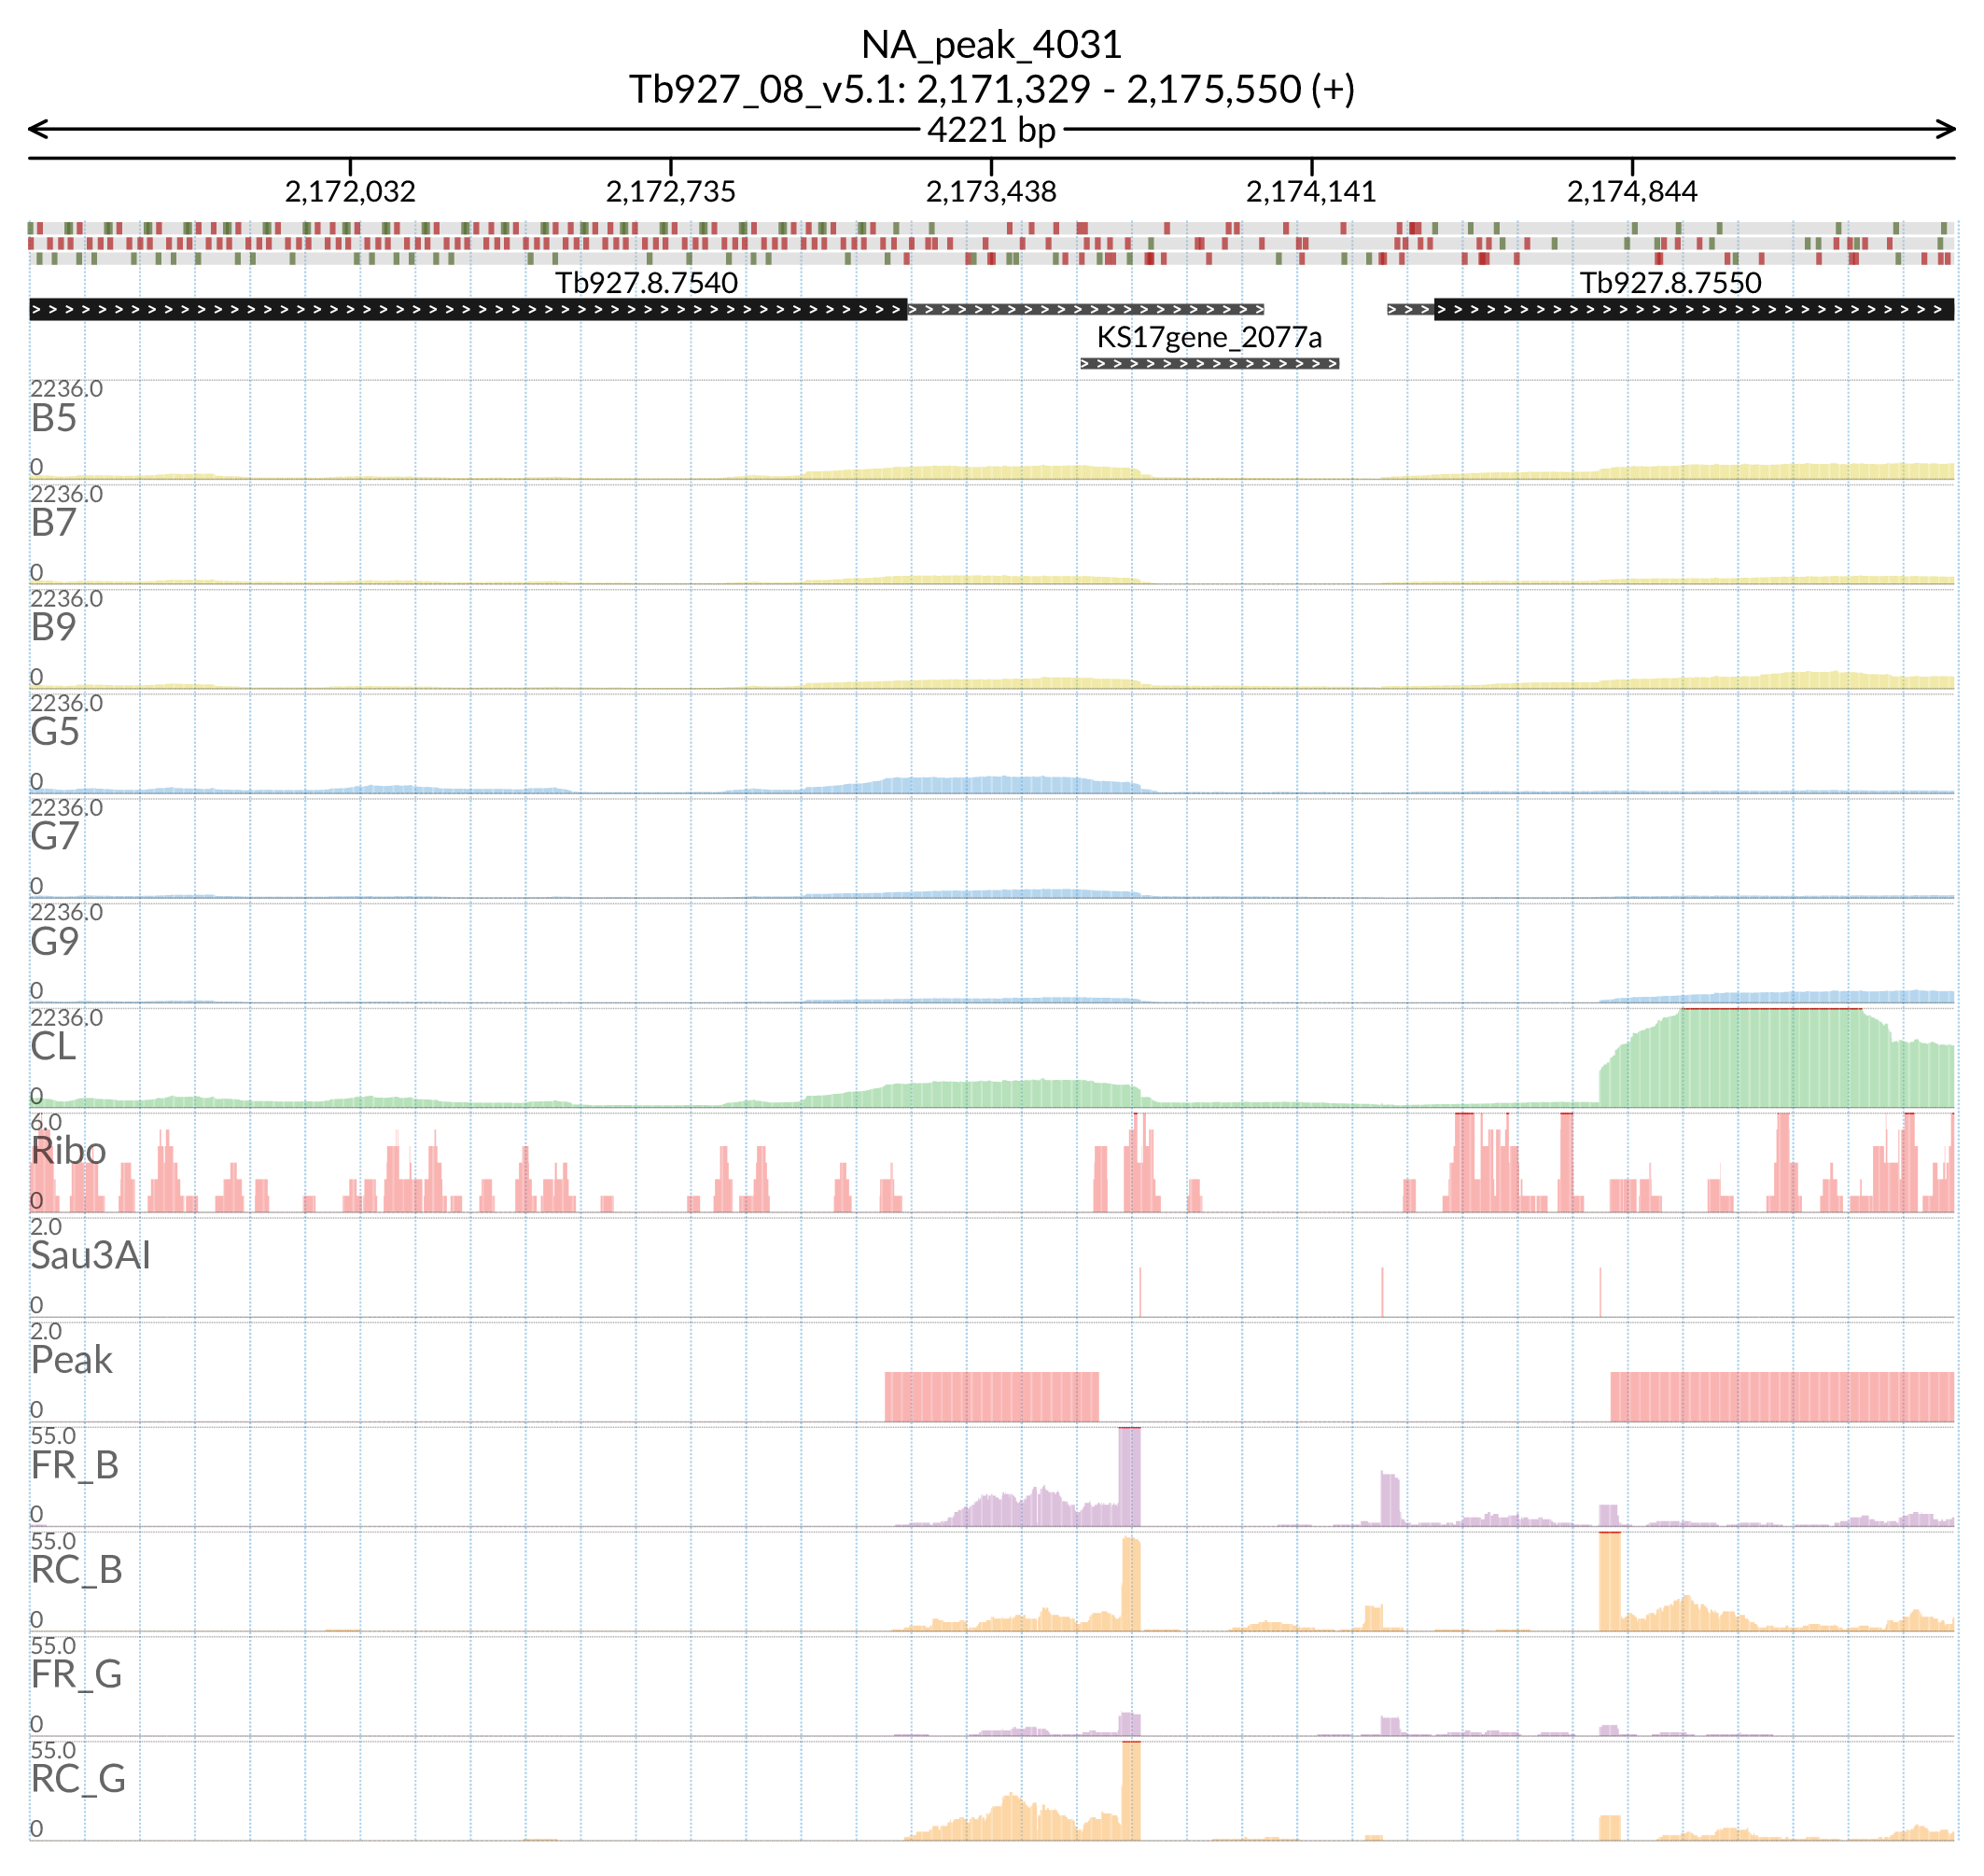 NA_peak_4031
Tb927_08_v5.1: 2,171,329 - 2,175,550 (+)
4221 bp
2,172,032 2,172,735 2,173,438 2,174,141 2,174,844
Tb927.8.7540 Tb927.8.7550
KS17gene_2077a
2236.0
B5
0
2236.0
B7
0
2236.0
B9
0
2236.0
G5
0
2236.0
G7
0
2236.0
G9
0
2236.0
CL
0
6.0
Ribo
0
2.0
Sau3AI
0
2.0
Peak
0
55.0
FR_B
0
55.0
RC_B
0
55.0
FR_G
0
55.0
RC_G
0